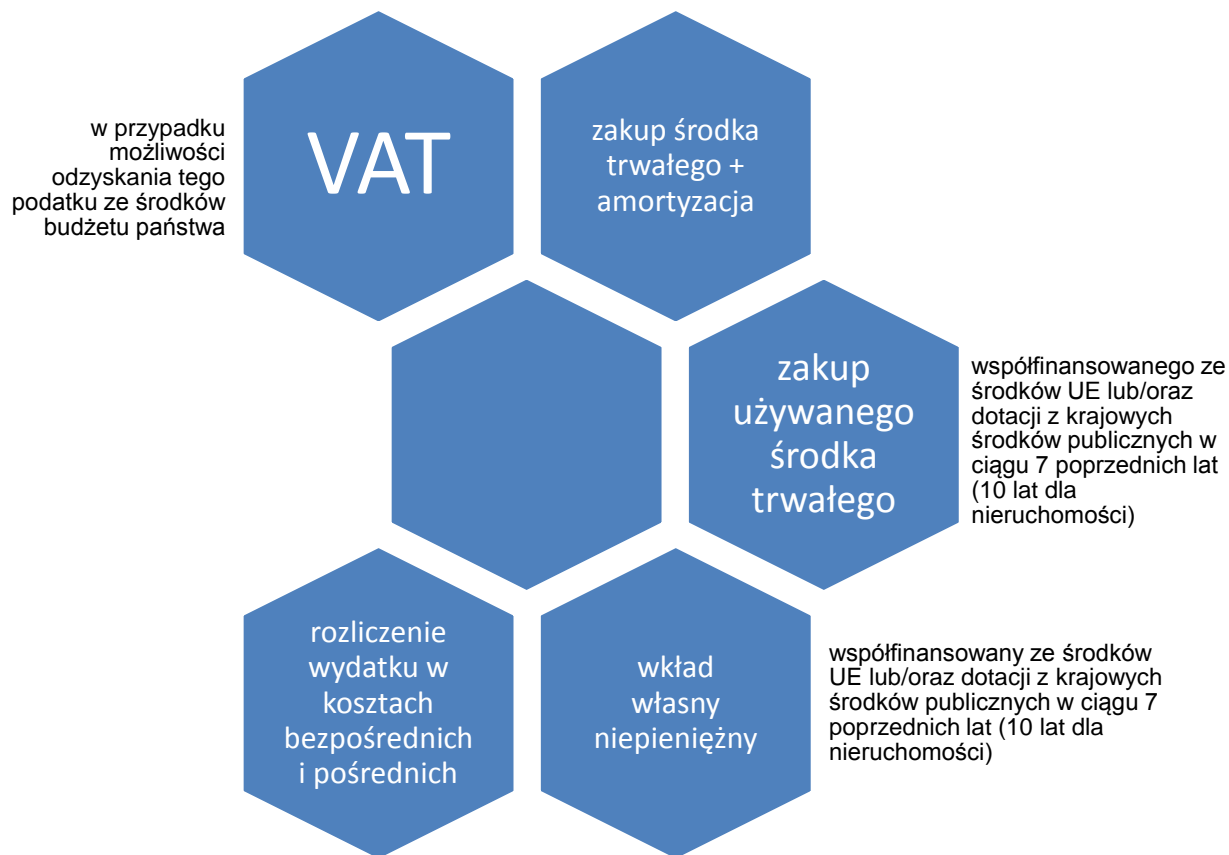 w przypadku
możliwości
odzyskania tego
podatku ze środków
budżetu państwa
VAT
zakup środka
trwałego +
amortyzacja
zakup
używanego
środka
trwałego
współfinansowanego ze
środków UE lub/oraz
dotacji z krajowych
środków publicznych w
ciągu 7 poprzednich lat
(10 lat dla
nieruchomości)
rozliczenie
wydatku w
kosztach
bezpośrednich
i pośrednich
wkład
własny
niepieniężny
współfinansowany ze środków
UE lub/oraz dotacji z krajowych
środków publicznych w ciągu 7
poprzednich lat (10 lat dla
nieruchomości)